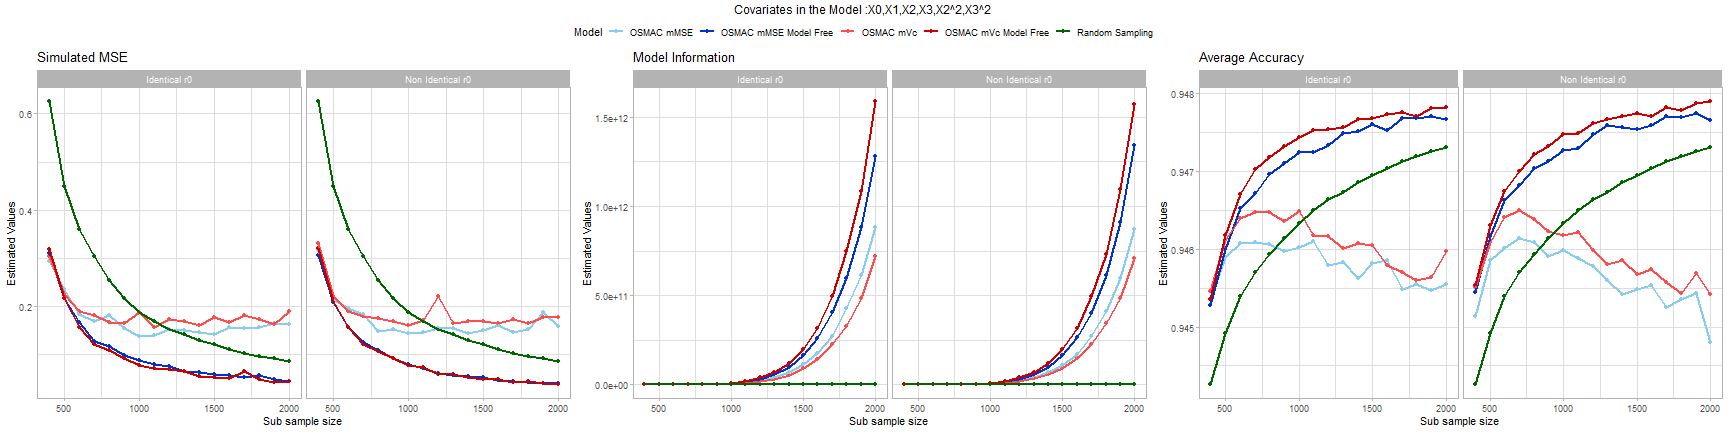 Covariates in the Model :X0,X1,X2,X3,X2^2,X3^2
Model OSMAC mMSE OSMAC mMSE Model Free OSMAC mVc OSMAC mVc Model Free Random Sampling
Simulated MSE
Identical r0 Non Identical r0
Estimated Values
0.6
0.4
0.2
500 1000 1500 2000 500 1000 1500 2000
Sub sample size
Model Information
Identical r0 Non Identical r0
Estimated Values
1.5e+12
1.0e+12
5.0e+11
0.0e+00
500 1000 1500 2000 500 1000 1500 2000
Sub sample size
Average Accuracy
Identical r0 Non Identical r0
Estimated Values
0.948
0.947
0.946
0.945
500 1000 1500 2000 500 1000 1500 2000
Sub sample size